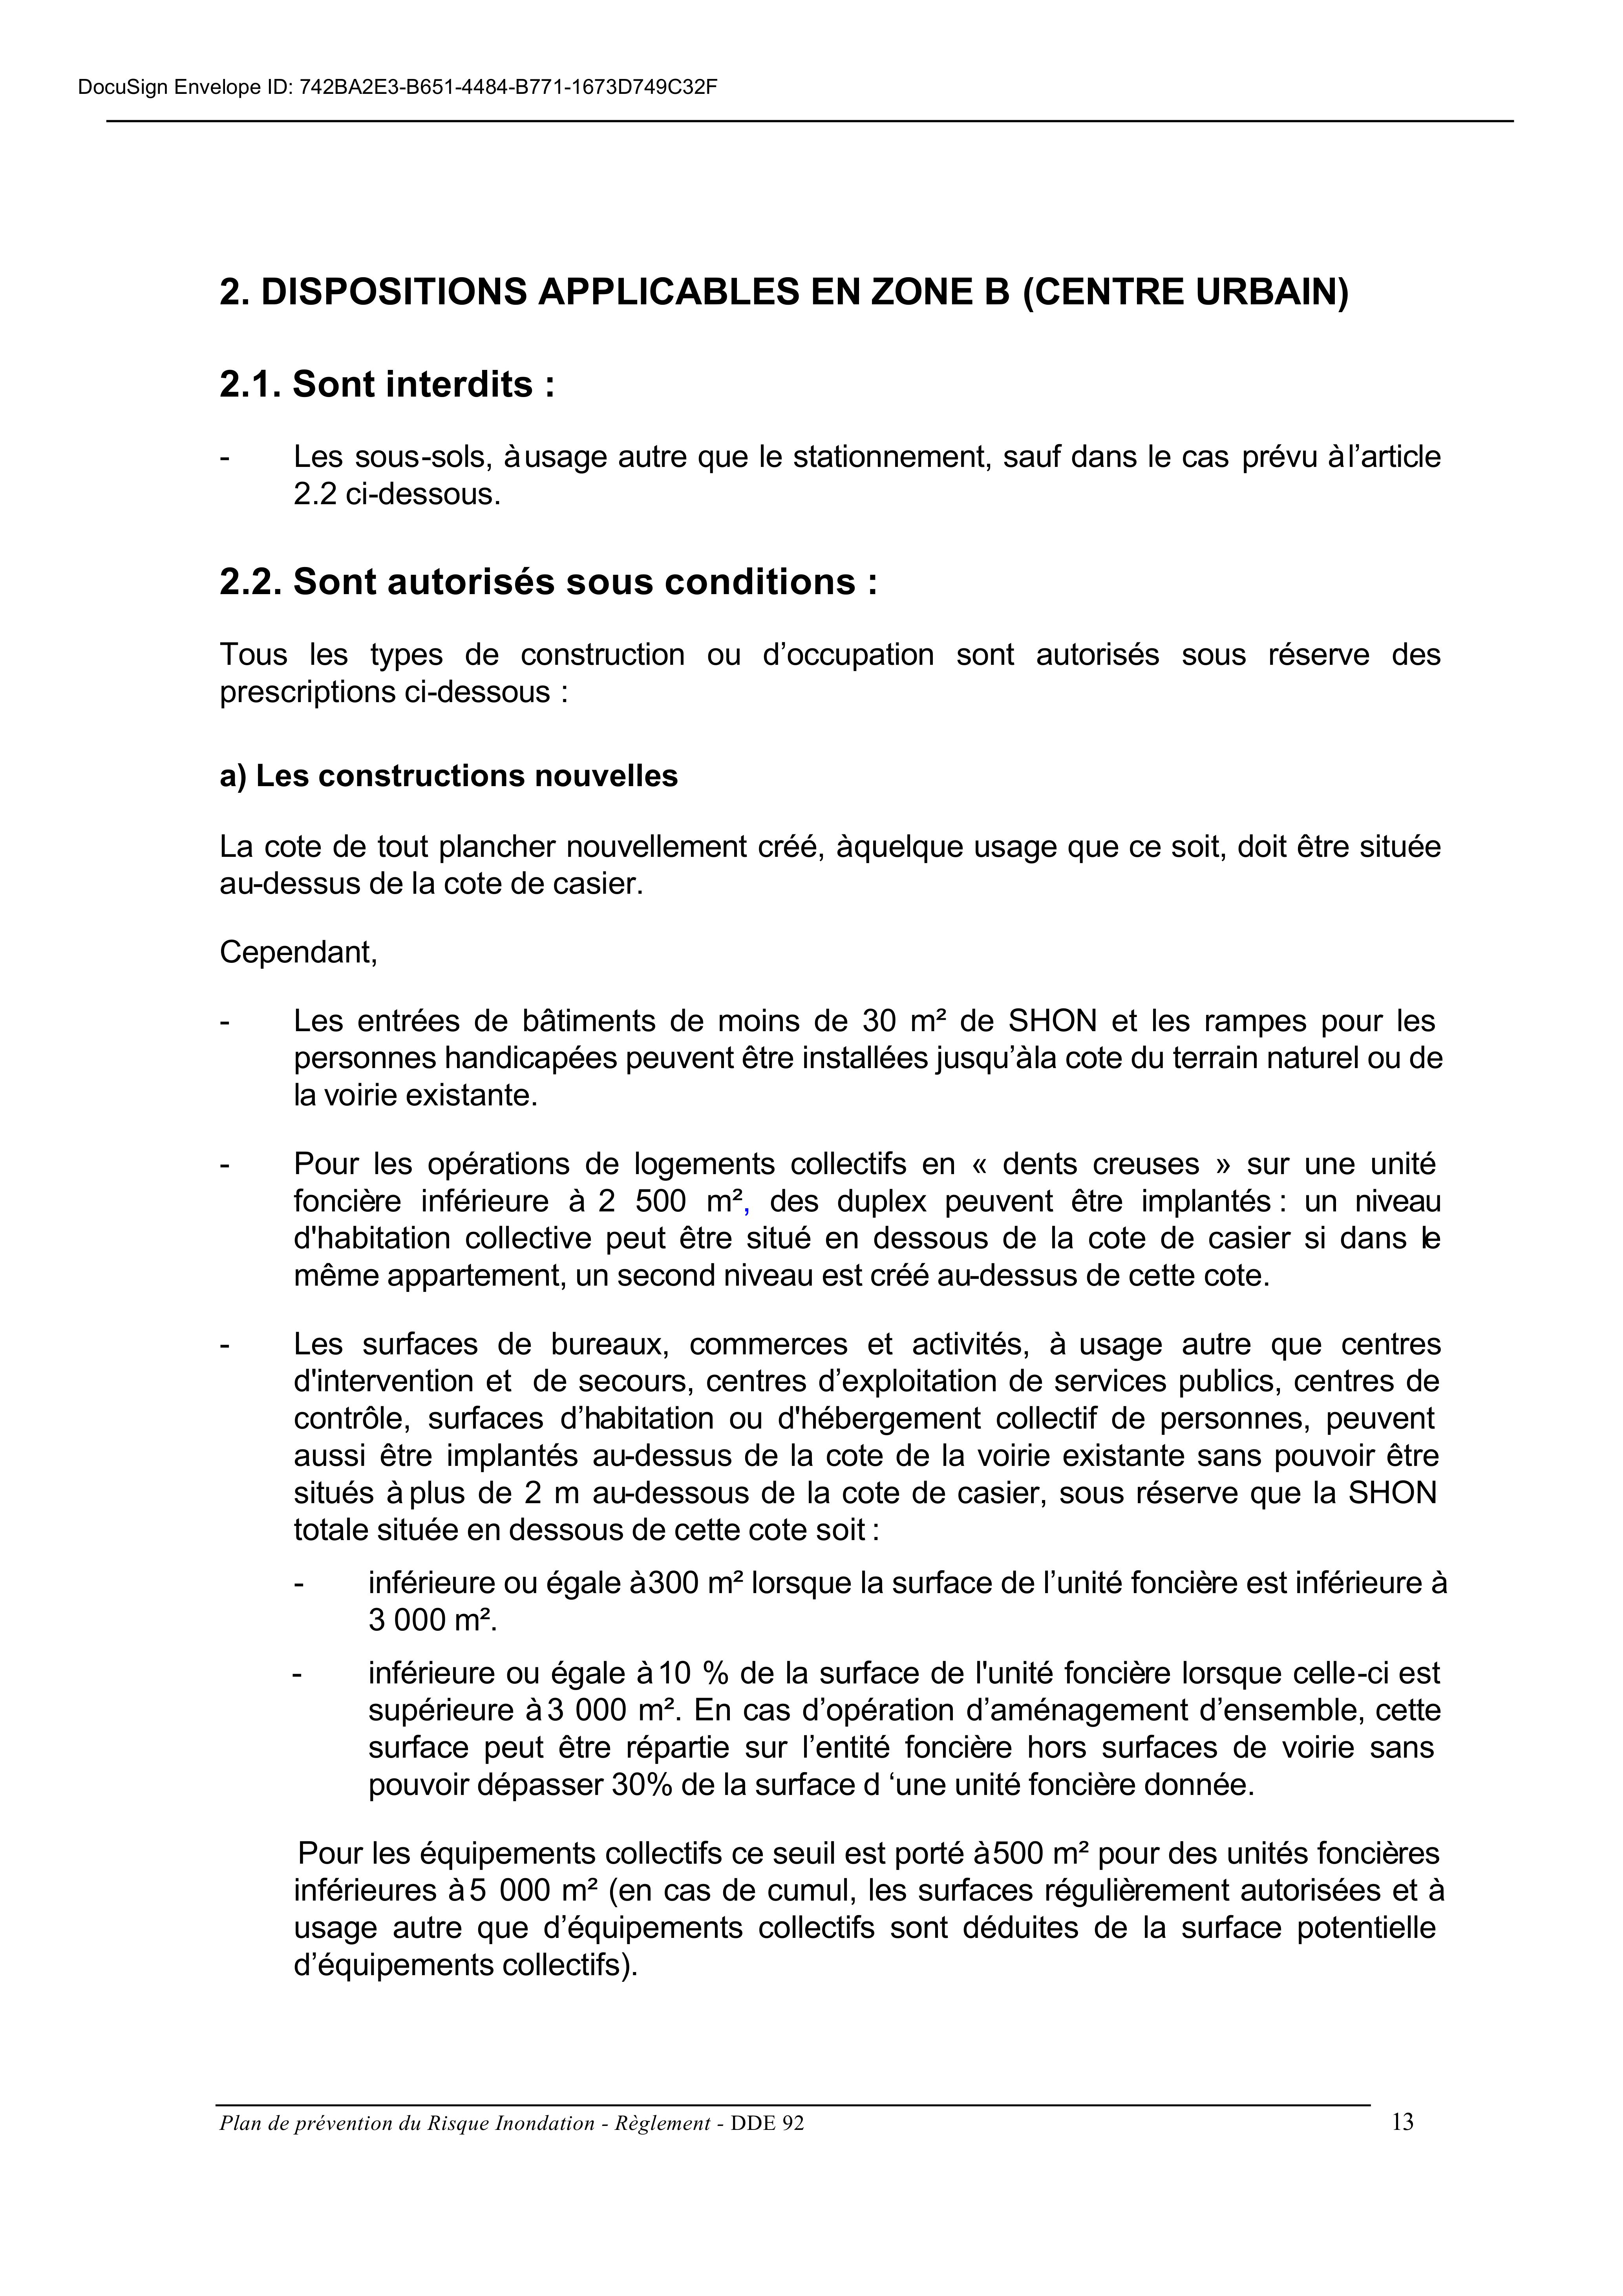 DocuSign Envelope ID: 742BA2E3-B651-4484-B771-1673D749C32F
2. DISPOSITIONS APPLICABLES EN ZONE B (CENTRE URBAIN)
2.1. Sont interdits :
- Les sous-sols, à usage autre que le stationnement, sauf dans le cas prévu à l’article
2.2 ci-dessous.
2.2. Sont autorisés sous conditions :
Tous les types de construction ou d’occupation sont autorisés sous réserve des
prescriptions ci-dessous :
a) Les constructions nouvelles
La cote de tout plancher nouvellement créé, à quelque usage que ce soit, doit être située
au-dessus de la cote de casier.
Cependant,
- Les entrées de bâtiments de moins de 30 m² de SHON et les rampes pour les
personnes handicapées peuvent être installées jusqu’à la cote du terrain naturel ou de
la voirie existante.
- Pour les opérations de logements collectifs en « dents creuses » sur une unité
foncière inférieure à 2 500 m², des duplex peuvent être implantés : un niveau
d'habitation collective peut être situé en dessous de la cote de casier si dans le
même appartement, un second niveau est créé au-dessus de cette cote.
- Les surfaces de bureaux, commerces et activités, à usage autre que centres
d'intervention et de secours, centres d’exploitation de services publics, centres de
contrôle, surfaces d’habitation ou d'hébergement collectif de personnes, peuvent
aussi être implantés au-dessus de la cote de la voirie existante sans pouvoir être
situés à plus de 2 m au-dessous de la cote de casier, sous réserve que la SHON
totale située en dessous de cette cote soit :
- inférieure ou égale à 300 m² lorsque la surface de l’unité foncière est inférieure à
3 000 m².
- inférieure ou égale à 10 % de la surface de l'unité foncière lorsque celle-ci est
supérieure à 3 000 m². En cas d’opération d’aménagement d’ensemble, cette
surface peut être répartie sur l’entité foncière hors surfaces de voirie sans
pouvoir dépasser 30% de la surface d ‘une unité foncière donnée.
Pour les équipements collectifs ce seuil est porté à 500 m² pour des unités foncières
inférieures à 5 000 m² (en cas de cumul, les surfaces régulièrement autorisées et à
usage autre que d’équipements collectifs sont déduites de la surface potentielle
d’équipements collectifs).
Plan de prévention du Risque Inondation - Règlement - DDE 92 13